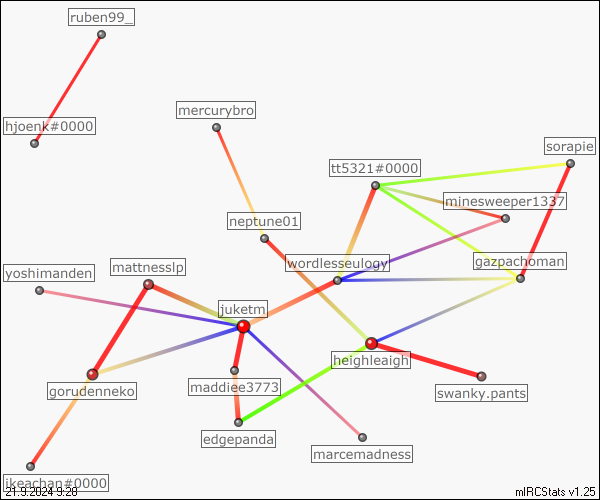 ruben99_
mercurybro
hjoenk#0000
sorapie
tt5321#0000
minesweeper1337
neptune01
wordlesseulogy
gazpachoman
mattnesslp
yoshimanden
juketm
heighleaigh
maddiee3773
gorudenneko
swanky.pants
edgepanda
marcemadness
ikeachan#0000
21.9.2024 9:28
mIRCStats v1.25